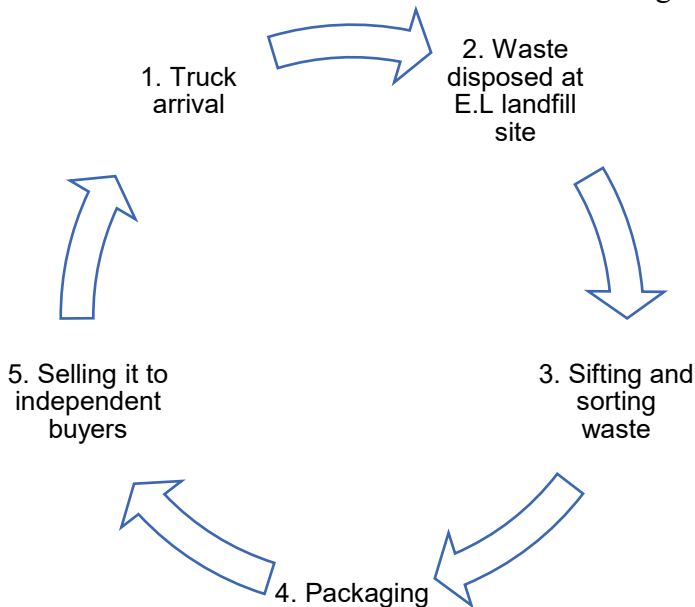 1. Truck
arrival
2. Waste
disposed at
E.L landfill
site
3. Sifting and
sorting
waste
4. Packaging
5. Selling it to
independent
buyers